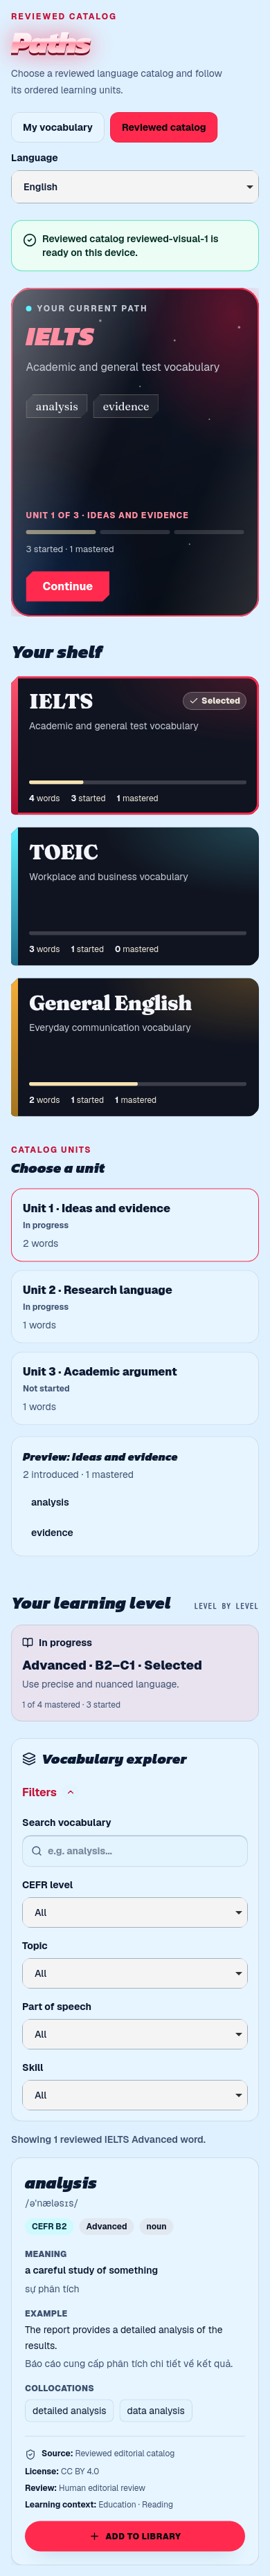 REVIEWED CATALOG
Paths
Choose a reviewed language catalog and follow
its ordered learning units.
My vocabulary
Reviewed catalog
Language
English
Reviewed catalog reviewed-visual-1 is
ready on this device.
YOUR CURRENT PATH
IELTS
Academic and general test vocabulary
analysis
evidence
UNIT 1 OF 3 · IDEAS AND EVIDENCE
3 started · 1 mastered
Continue
Your shelf
IELTS
Selected
Academic and general test vocabulary
4 words 3 started 1 mastered
TOEIC
Workplace and business vocabulary
3 words 1 started 0 mastered
General English
Everyday communication vocabulary
2 words 1 started 1 mastered
CATALOG UNITS
Choose a unit
Unit 1 · Ideas and evidence
In progress
2 words
Unit 2 · Research language
In progress
1 words
Unit 3 · Academic argument
Not started
1 words
Preview: Ideas and evidence
2 introduced · 1 mastered
analysis
evidence
Your learning level
LEVEL BY LEVEL
In progress
Advanced · B2–C1 · Selected
Use precise and nuanced language.
1 of 4 mastered · 3 started
Vocabulary explorer
Filters
Search vocabulary
e.g. analysis...
CEFR level
All
Topic
All
Part of speech
All
Skill
All
Showing 1 reviewed IELTS Advanced word.
analysis
/əˈnæləsɪs/
CEFR B2
Advanced
noun
MEANING
a careful study of something
sự phân tích
EXAMPLE
The report provides a detailed analysis of the
results.
Báo cáo cung cấp phân tích chi tiết về kết quả.
COLLOCATIONS
detailed analysis
data analysis
Source: Reviewed editorial catalog
License: CC BY 4.0
Review: Human editorial review
Learning context: Education · Reading
ADD TO LIBRARY